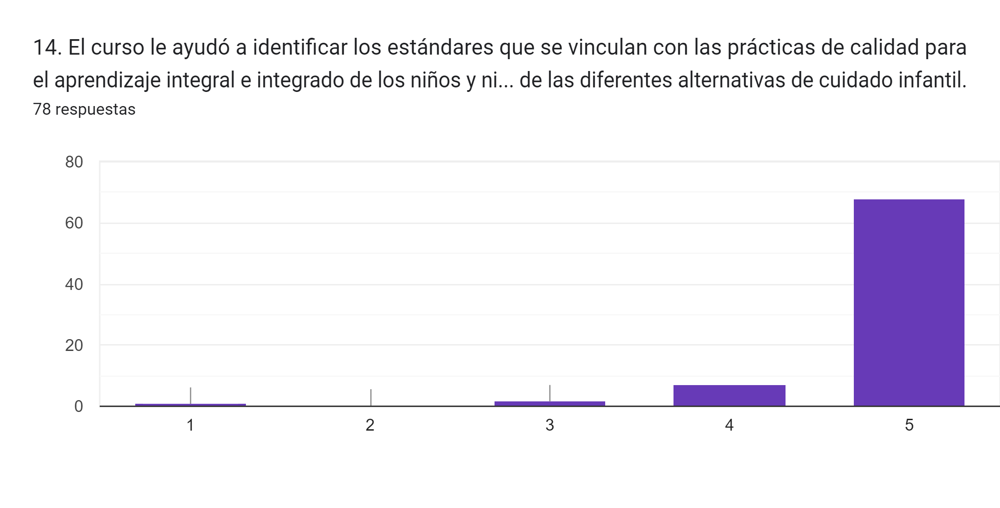 14. El curso le ayudó a identificar los estándares que se vinculan con las prácticas de calidad para
el aprendizaje integral e integrado de los niños y ni... de las diferentes alternativas de cuidado infantil.
78 respuestas
80
60
40
20
0
1 2 3 4 5